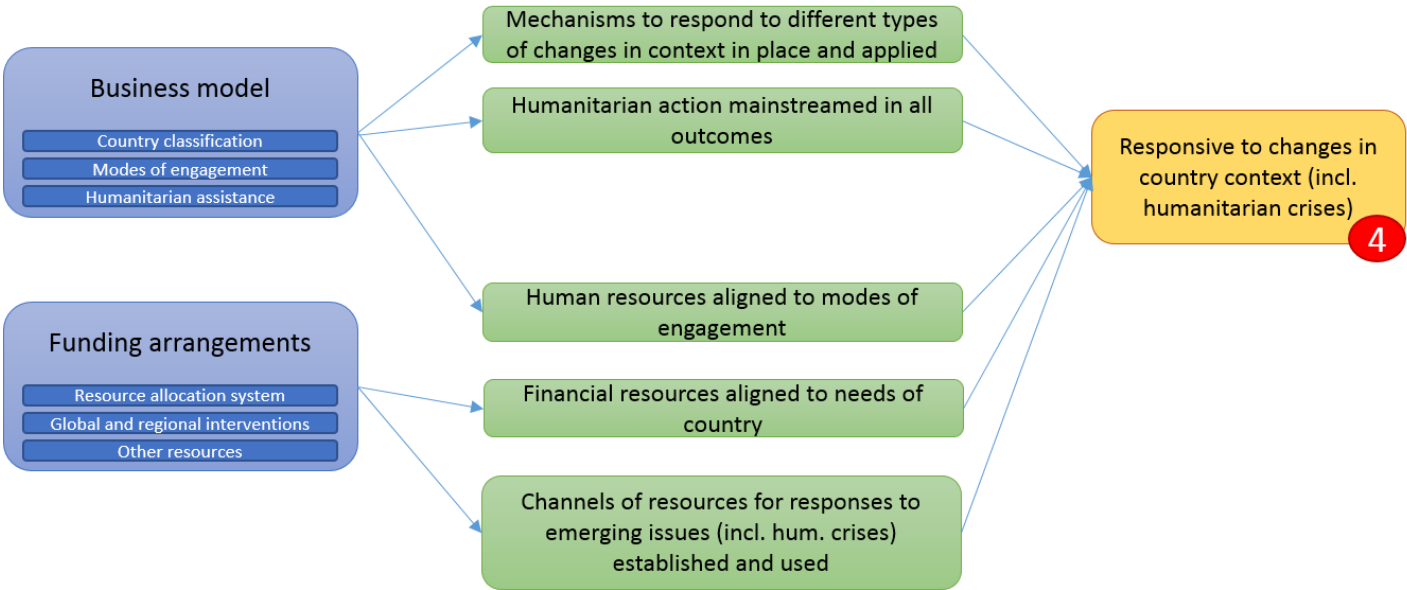 Business model
Country classification
Modes of engagement
Humanitarian assistance
Funding arrangements
Resource allocation system
Global and regional interventions
Other resources
Mechanisms to respond to different types
of changes in context in place and applied
Humanitarian action mainstreamed in all
outcomes
Human resources aligned to modes of
engagement
Financial resources aligned to needs of
country
Channels of resources for responses to
emerging issues (incl. hum. crises)
established and used
Responsive to changes in
country context (incl.
humanitarian crises)
4